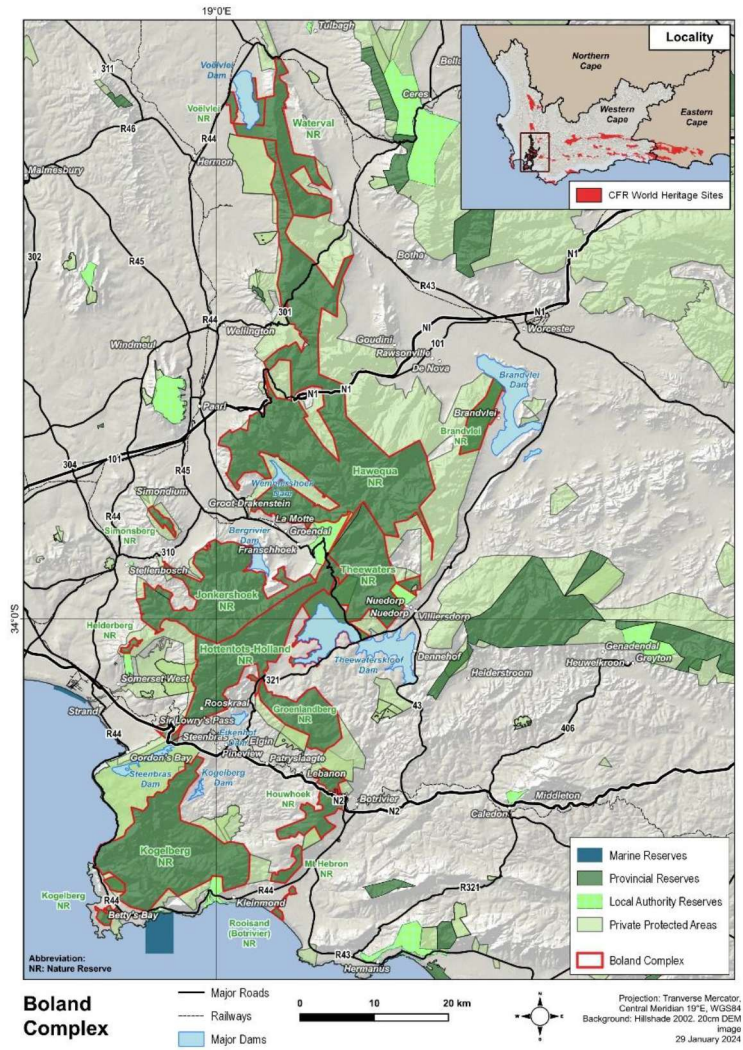 19°0'E
Tulbagh
Locality
Northern
Cape
Western
Cape
Eastern
Cape
CFR World Heritage Sites
311
Voëlvlei
Dam
Ceres
Voëlvlei
NR
Waterval
NR
R46
R44
Hermon
Malmesbury
302
R45
Botha
N1
R43
R44
301
N1
Wellington
Worcester
Windmeul
Goudini
NI
101
Rawsonville
De Nova
Brandvlei
Dam
N1
N1
Paarl
Brandvlei
Brandvlei
NR
101
304
R45
Hawequa
NR
Wemmershoek
Dam
Simondium
Groot-Drakenstein
R44
La Motte
Groendal
Simonsberg
NR
Bergrivier
Dam
Franschhoek
310
Stellenbosch
Theewaters
NR
Jonkershoek
NR
Nuedorp
Nuedorp
Villiersdorp
34°0'S
Helderberg
NR
Hottentots-Holland
NR
Genadendal
Greyton
Heuwelkroon
Dennehof
Theewaterskloof
Dam
Helderstroom
Somerset-West
321
Rooskraal
Groenlandberg
NR
43
Strand
Sir Lowry's Pass
Steenbras
Eikenhof
Dam
Elgin
406
R44
Pineview
Patryslaagte
Gordon's Bay
Steenbras
Dam
Kogelberg
Dam
Lebanon
Houwhoek
NR
N2
Botrivier
Middleton
N2
Caledon
Kogelberg
NR
Mt Hebron
NR
Kogelberg
NR
R44
R44
Kleinmond
R321
Betty's Bay
Rooisand
(Botrivier)
NR
R43
Hermanus
Marine Reserves
Provincial Reserves
Local Authority Reserves
Private Protected Areas
Boland Complex
Abbreviation:
NR: Nature Reserve
Boland
Complex
Major Roads
Railways
Major Dams
0 10 20 km
N
W E
S
Projection: Tranverse Mercator,
Central Meridian 19°E, WGS84
Background: Hillshade 2002. 20cm DEM
image
29 January 2024